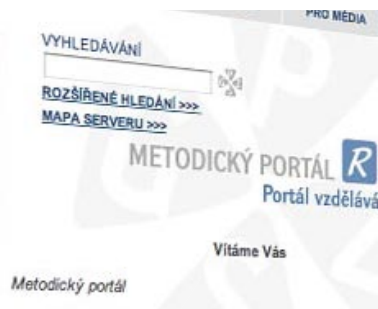 PRO MÉDIA
VYHLEDÁVÁNÍ
ROZŠÍŘENÉ HLEDÁNÍ >>>
MAPA SERVERU >>>
METODICKÝ PORTÁL R
Portál vzdělává
Vítáme Vás
Metodický portál